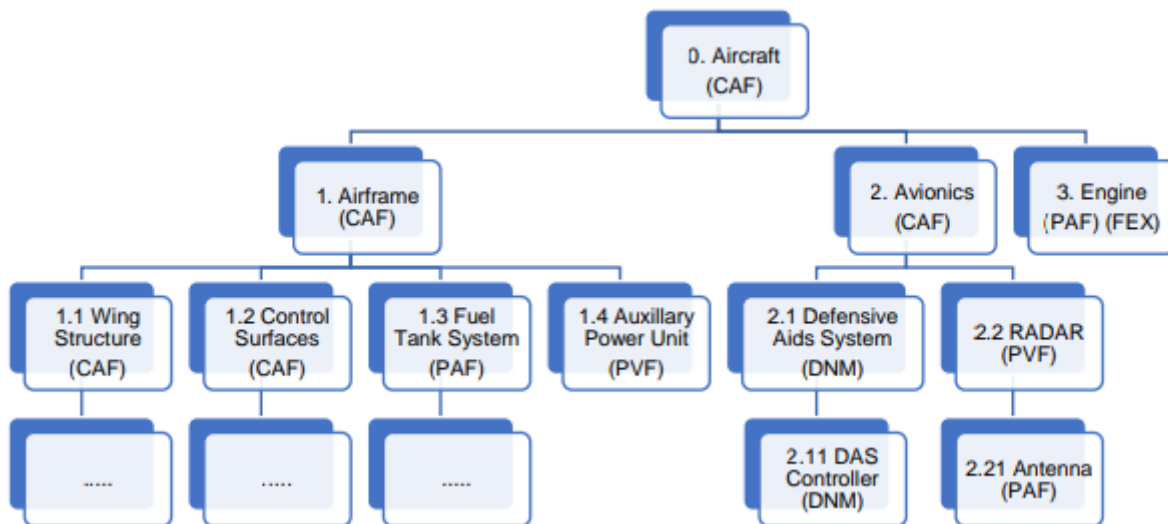 0. Aircraft
(CAF)
1. Airframe
(CAF)
2. Avionics
(CAF)
3. Engine
(PAF) (FEX)
1.1 Wing
Structure
(CAF)
1.2 Control
Surfaces
(CAF)
1.3 Fuel
Tank System
(PAF)
1.4 Auxillary
Power Unit
(PVF)
2.1 Defensive
Aids System
(DNM)
2.2 RADAR
(PVF)
.....
.....
.....
2.11 DAS
Controller
(DNM)
2.21 Antenna
(PAF)